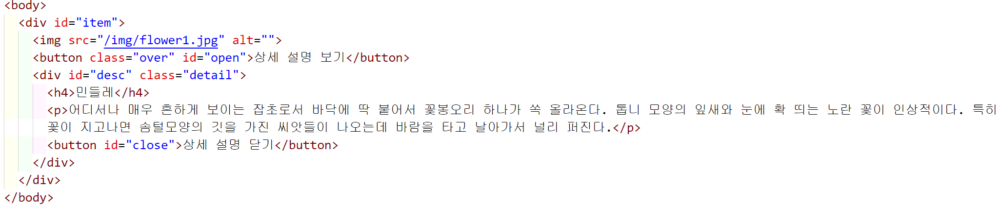 <body>
<div id="item">
<img src="/img/flower1.jpg" alt="">
<button class="over" id="open">상세 설명 보기</button>
<div id="desc" class="detail">
<h4>민들레</h4>
<p>어디서나 매우 흔하게 보이는 잡초로서 바닥에 딱 붙어서 꽃봉오리 하나가 쏙 올라온다. 톱니 모양의 잎새와 눈에 확 띄는 노란 꽃이 인상적이다. 특히
꽃이 지고나면 솜털모양의 깃을 가진 씨앗들이 나오는데 바람을 타고 날아가서 널리 퍼진다.</p>
<button id="close">상세 설명 닫기</button>
</div>
</div>
</body>